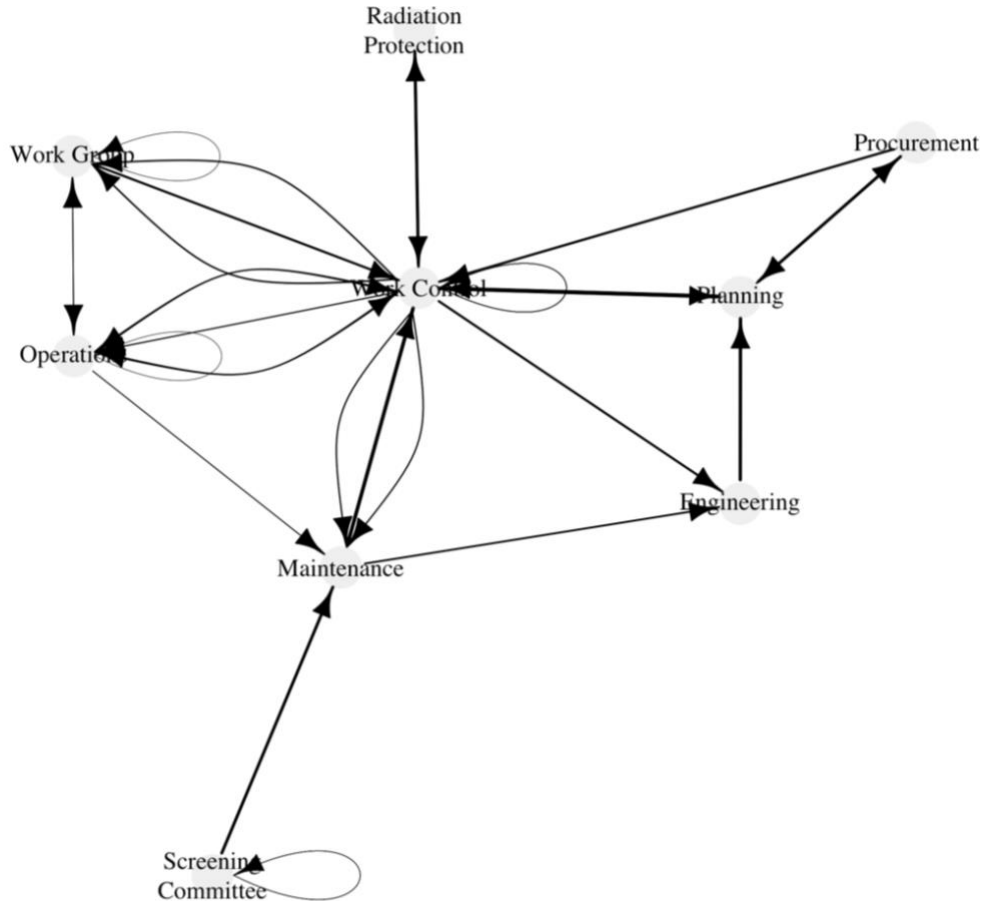 Radiation
Protection
Work Group
Procurement
Work Control
Planning
Operations
Engineering
Maintenance
Screening
Committee